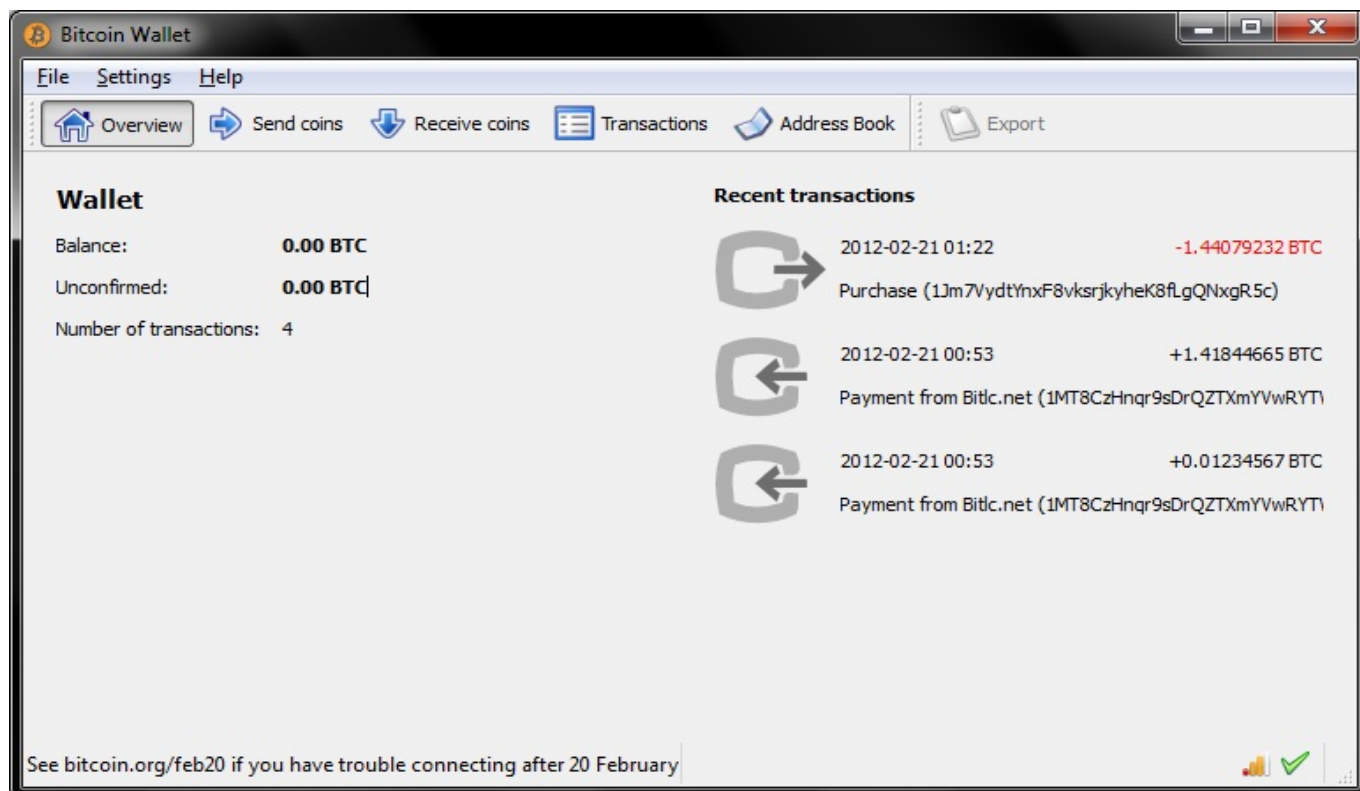 Bitcoin Wallet
File Settings Help
Overview Send coins Receive coins Transactions Address Book Export
Wallet
Balance: 0.00 BTC
Unconfirmed: 0.00 BTC
Number of transactions: 4
Recent transactions
2012-02-21 01:22 -1.44079232 BTC
Purchase (1Jm7VydtYnxF8vksrjkyheK8fLgQNxgR5c)
2012-02-21 00:53 +1.41844665 BTC
Payment from Bitlc.net (1MT8CzHnqr9sDrQZTXmYVwRYT
2012-02-21 00:53 +0.01234567 BTC
Payment from Bitlc.net (1MT8CzHnqr9sDrQZTXmYVwRYT
See bitcoin.org/feb20 if you have trouble connecting after 20 February